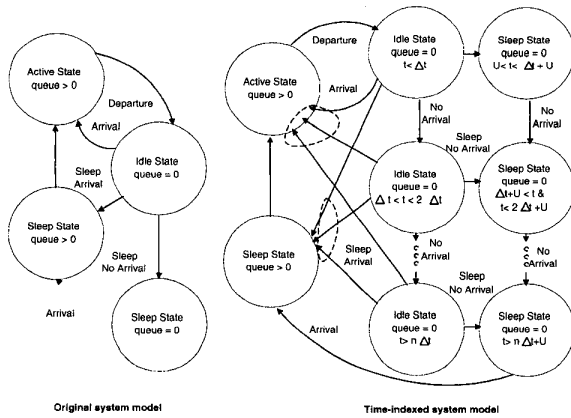 Active State
queue > 0
Departure
Arrival
Idle State
queue = 0
Sleep
Arrival
Sleep State
queue > 0
Sleep
No Arrival
Arrival
Sleep State
queue = 0
Original system model
Departure
Idle State
queue = 0
t< Δt
Sleep State
queue = 0
U< t< Δt + U
Active State
queue > 0
Arrival
No
Arrival
Sleep
No Arrival
No
Arrival
Idle State
queue = 0
Δt < t < 2 Δt
Sleep State
queue = 0
Δt+U < t &
t< 2 Δt+U
Sleep State
queue > 0
Sleep
Arrival
No
Arrival
Sleep
No Arrival
No
Arrival
Arrival
Idle State
queue = 0
t> n Δt
Sleep State
queue = 0
t> n Δt+U
Time-indexed system model